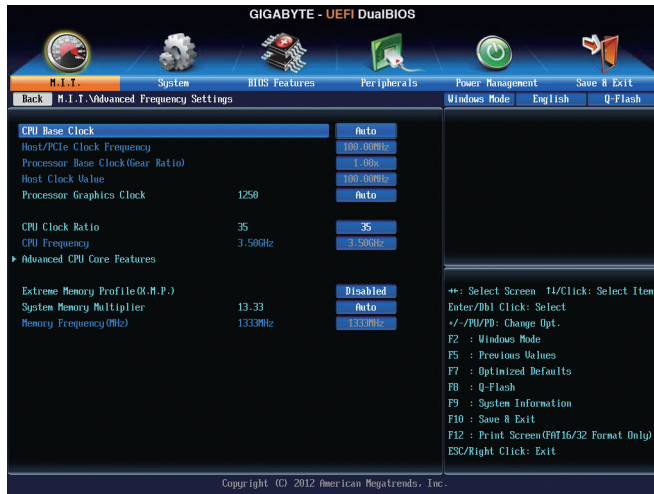 GIGABYTE - UEFI DualBIOS
M.I.T. System BIOS Features Peripherals Power Management Save & Exit
Back M.I.T.\Advanced Frequency Settings Windows Mode English Q-Flash
CPU Base Clock Auto
Host/PCIe Clock Frequency 100.00MHz
Processor Base Clock(Gear Ratio) 1.00x
Host Clock Value 100.00MHz
Processor Graphics Clock 1250 Auto
CPU Clock Ratio 35 35
CPU Frequency 3.50GHz 3.50GHz
Advanced CPU Core Features
Extreme Memory Profile(X.M.P.) Disabled
System Memory Multiplier 13.33 Auto
Memory Frequency(MHz) 1333MHz 1333MHz
↔: Select Screen ↑↓/Click: Select Item
Enter/Dbl Click: Select
+/-/PU/PD: Change Opt.
F2 : Windows Mode
F5 : Previous Values
F7 : Optimized Defaults
F8 : Q-Flash
F9 : System Information
F10 : Save & Exit
F12 : Print Screen(FAT16/32 Format Only)
ESC/Right Click: Exit
Copyright (C) 2012 American Megatrends, Inc.